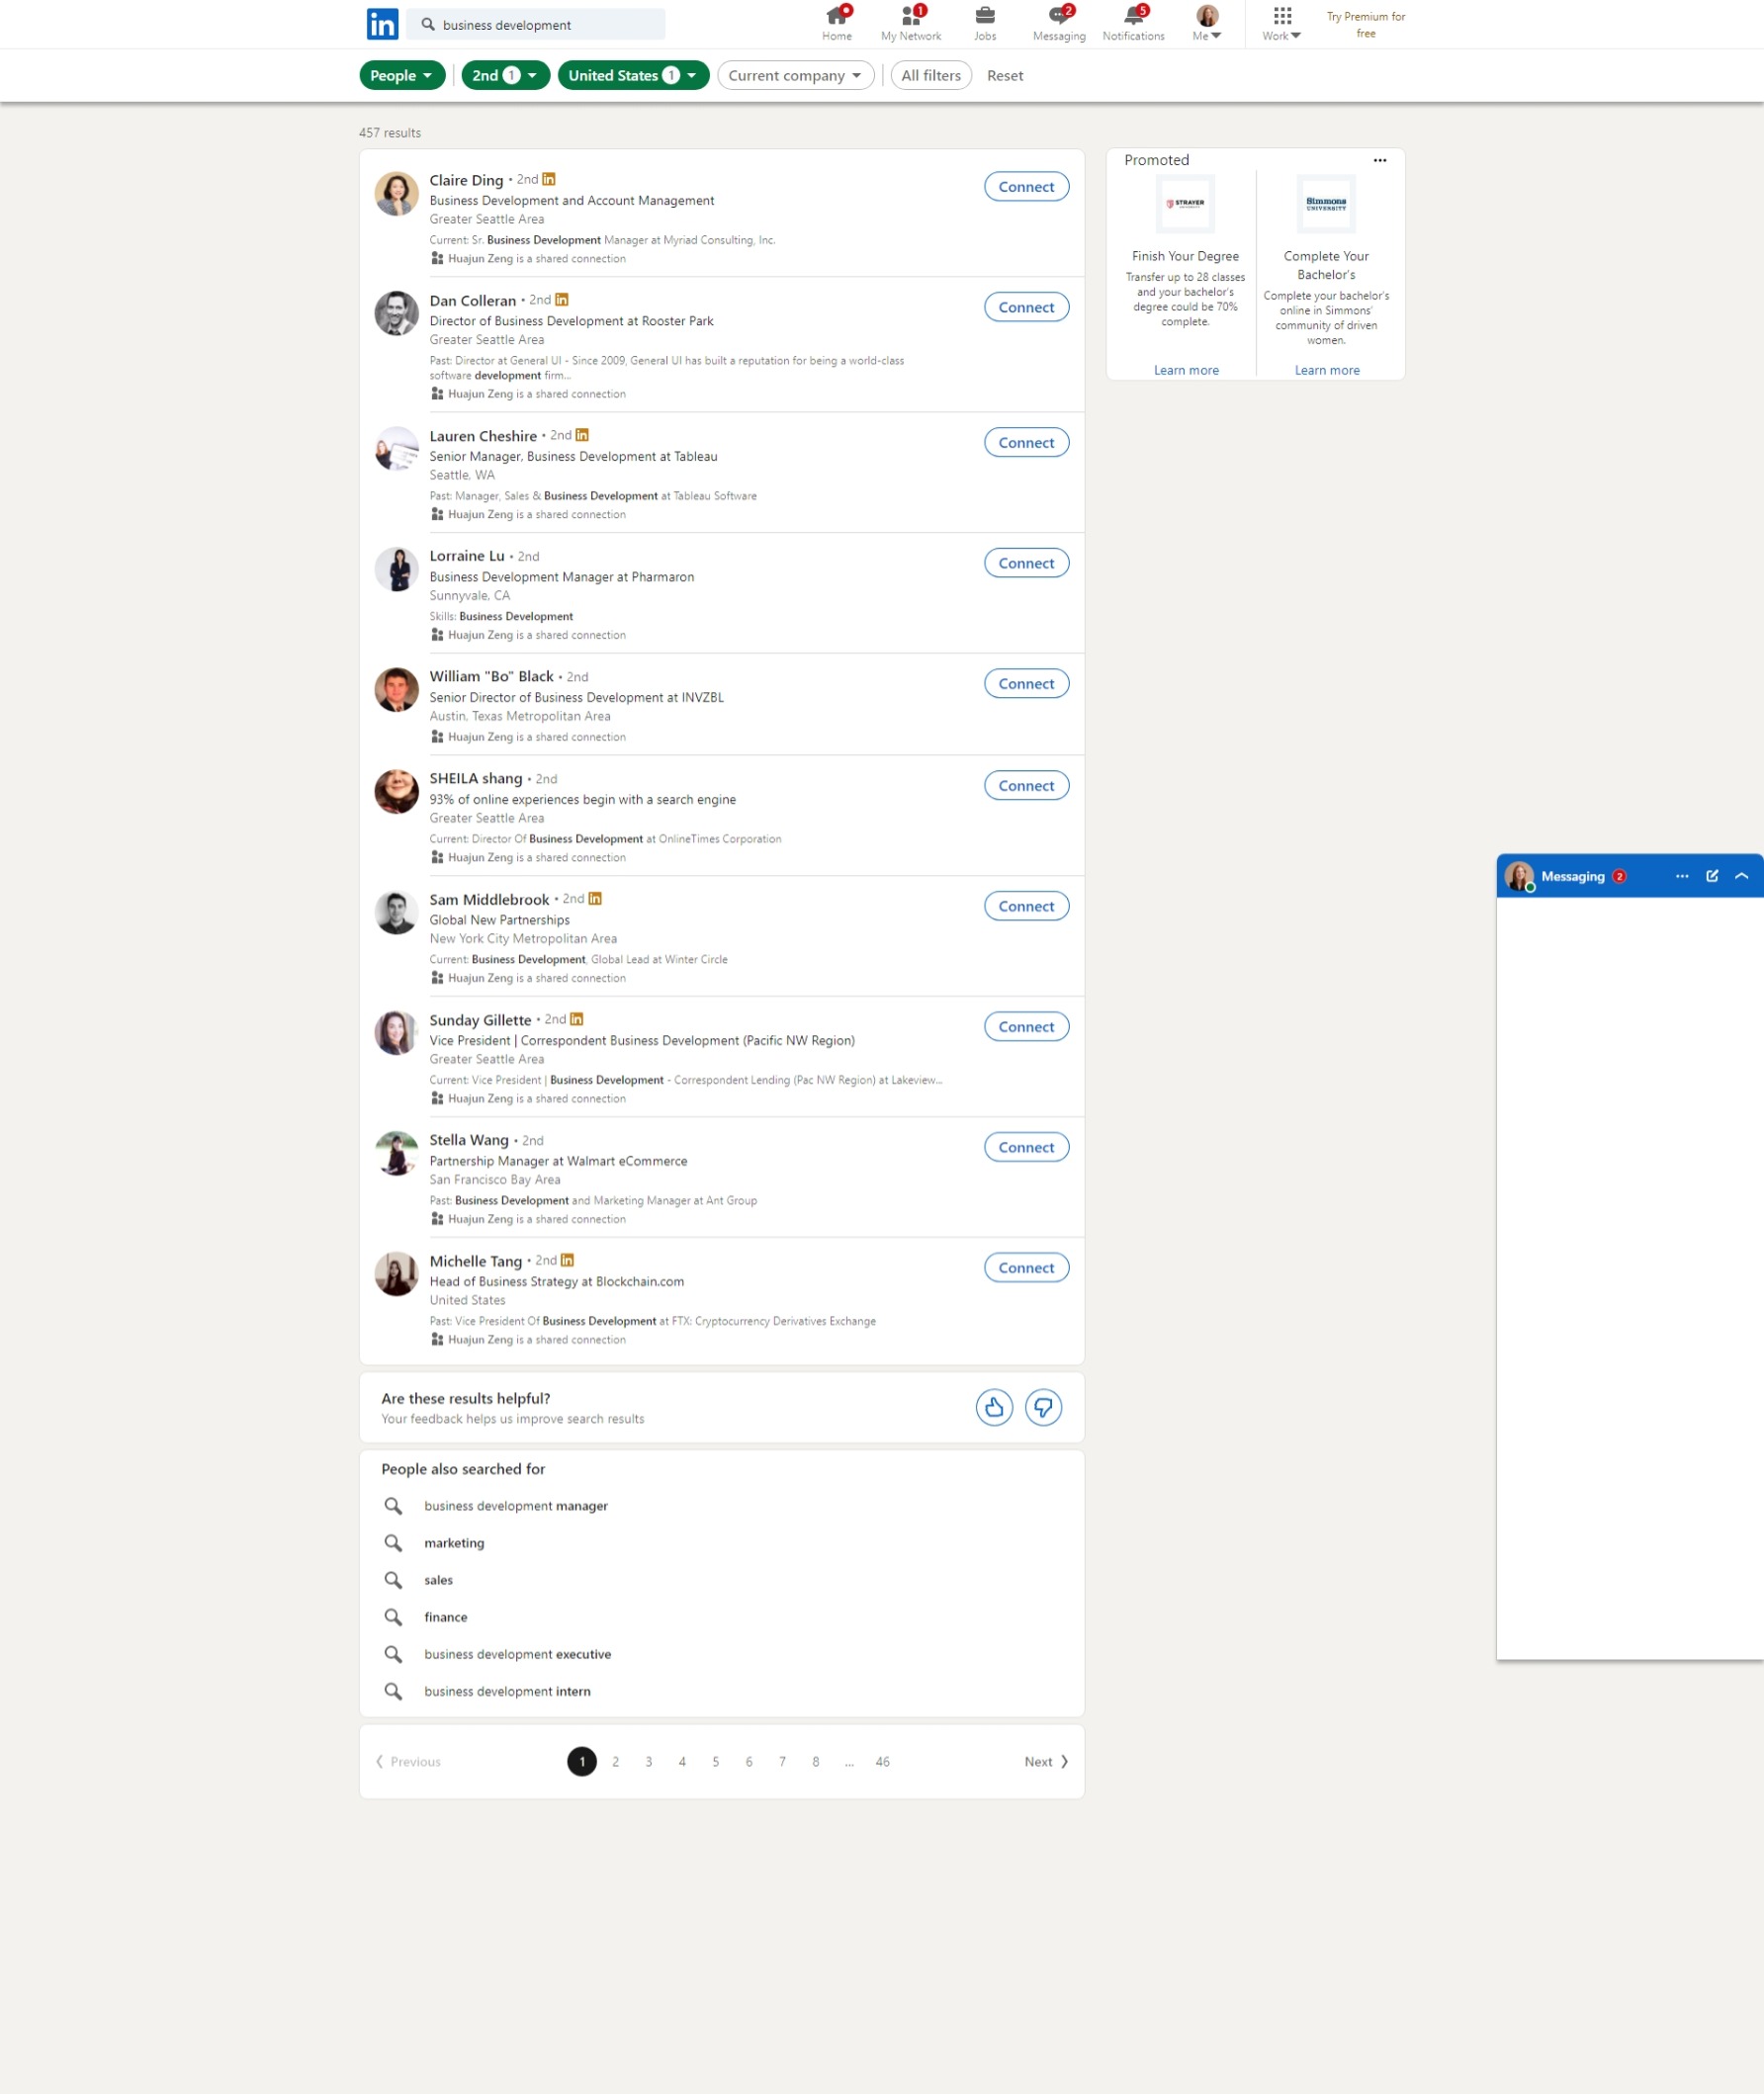 in
business development
Home
1
My Network
Jobs
2
Messaging
5
Notifications
Me
Work
Try Premium for
free
People
2nd 1
United States 1
Current company
All filters
Reset
457 results
Claire Ding • 2nd in
Business Development and Account Management
Greater Seattle Area
Current: Sr. Business Development Manager at Myriad Consulting, Inc.
Huajun Zeng is a shared connection
Connect
Dan Colleran • 2nd in
Director of Business Development at Rooster Park
Greater Seattle Area
Past: Director at General UI - Since 2009, General UI has built a reputation for being a world-class
software development firm...
Huajun Zeng is a shared connection
Connect
Lauren Cheshire • 2nd in
Senior Manager, Business Development at Tableau
Seattle, WA
Past: Manager, Sales & Business Development at Tableau Software
Huajun Zeng is a shared connection
Connect
Lorraine Lu • 2nd
Business Development Manager at Pharmaron
Sunnyvale, CA
Skills: Business Development
Huajun Zeng is a shared connection
Connect
William "Bo" Black • 2nd
Senior Director of Business Development at INVZBL
Austin, Texas Metropolitan Area
Huajun Zeng is a shared connection
Connect
SHEILA shang • 2nd
93% of online experiences begin with a search engine
Greater Seattle Area
Current: Director Of Business Development at OnlineTimes Corporation
Huajun Zeng is a shared connection
Connect
Sam Middlebrook • 2nd in
Global New Partnerships
New York City Metropolitan Area
Current: Business Development, Global Lead at Winter Circle
Huajun Zeng is a shared connection
Connect
Sunday Gillette • 2nd in
Vice President | Correspondent Business Development (Pacific NW Region)
Greater Seattle Area
Current: Vice President | Business Development - Correspondent Lending (Pac NW Region) at Lakeview...
Huajun Zeng is a shared connection
Connect
Stella Wang • 2nd
Partnership Manager at Walmart eCommerce
San Francisco Bay Area
Past: Business Development and Marketing Manager at Ant Group
Huajun Zeng is a shared connection
Connect
Michelle Tang • 2nd in
Head of Business Strategy at Blockchain.com
United States
Past: Vice President Of Business Development at FTX: Cryptocurrency Derivatives Exchange
Huajun Zeng is a shared connection
Connect
Are these results helpful?
Your feedback helps us improve search results
People also searched for
business development manager
marketing
sales
finance
business development executive
business development intern
Previous
1 2 3 4 5 6 7 8 ... 46
Next
Promoted
STRAYER
UNIVERSITY
Finish Your Degree
Transfer up to 28 classes
and your bachelor's
degree could be 70%
complete.
Learn more
Simmons
UNIVERSITY
Complete Your
Bachelor's
Complete your bachelor's
online in Simmons'
community of driven
women.
Learn more
Messaging 2